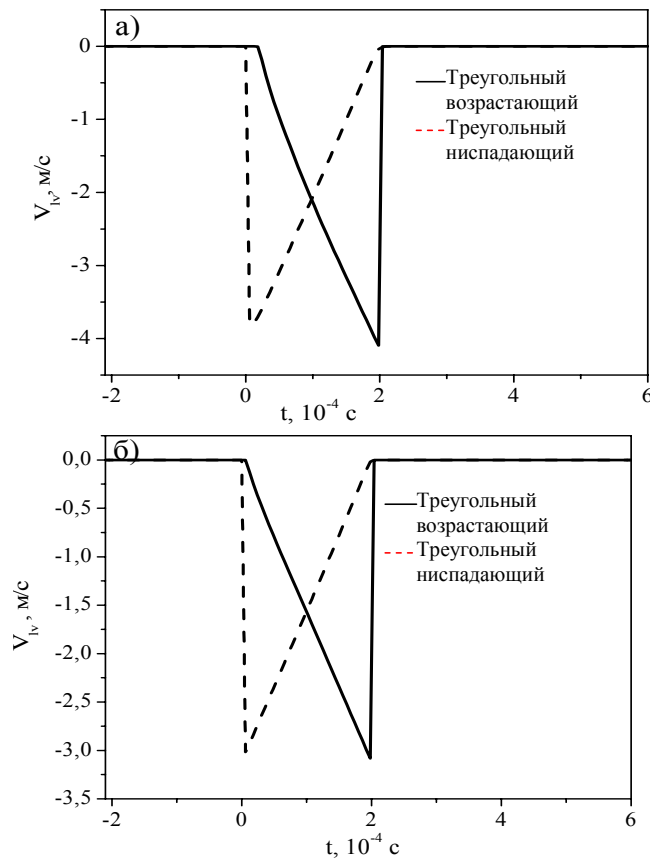 а)
0
-1
-2
-3
-4
V_lv, м/с
Треугольный
возрастающий
Треугольный
ниспадающий
-2
0
2
4
6
t, 10^-4 с
б)
0,0
-0,5
-1,0
-1,5
-2,0
-2,5
-3,0
-3,5
V_lv, м/с
Треугольный
возрастающий
Треугольный
ниспадающий
-2
0
2
4
6
t, 10^-4 с